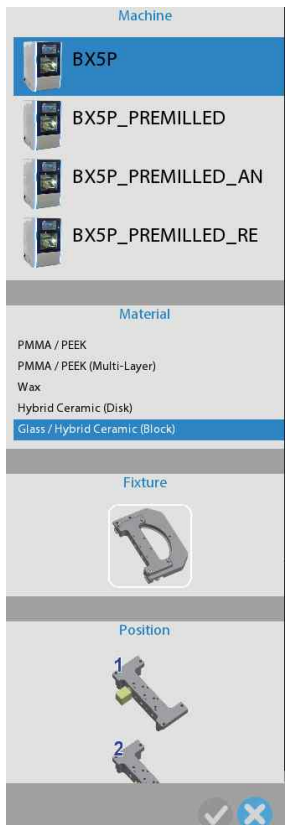 Machine
BX5P
BX5P_PREMILLED
BX5P_PREMILLED_AN
BX5P_PREMILLED_RE
Material
PMMA / PEEK
PMMA / PEEK (Multi-Layer)
Wax
Hybrid Ceramic (Disk)
Glass / Hybrid Ceramic (Block)
Fixture
Position
1
2